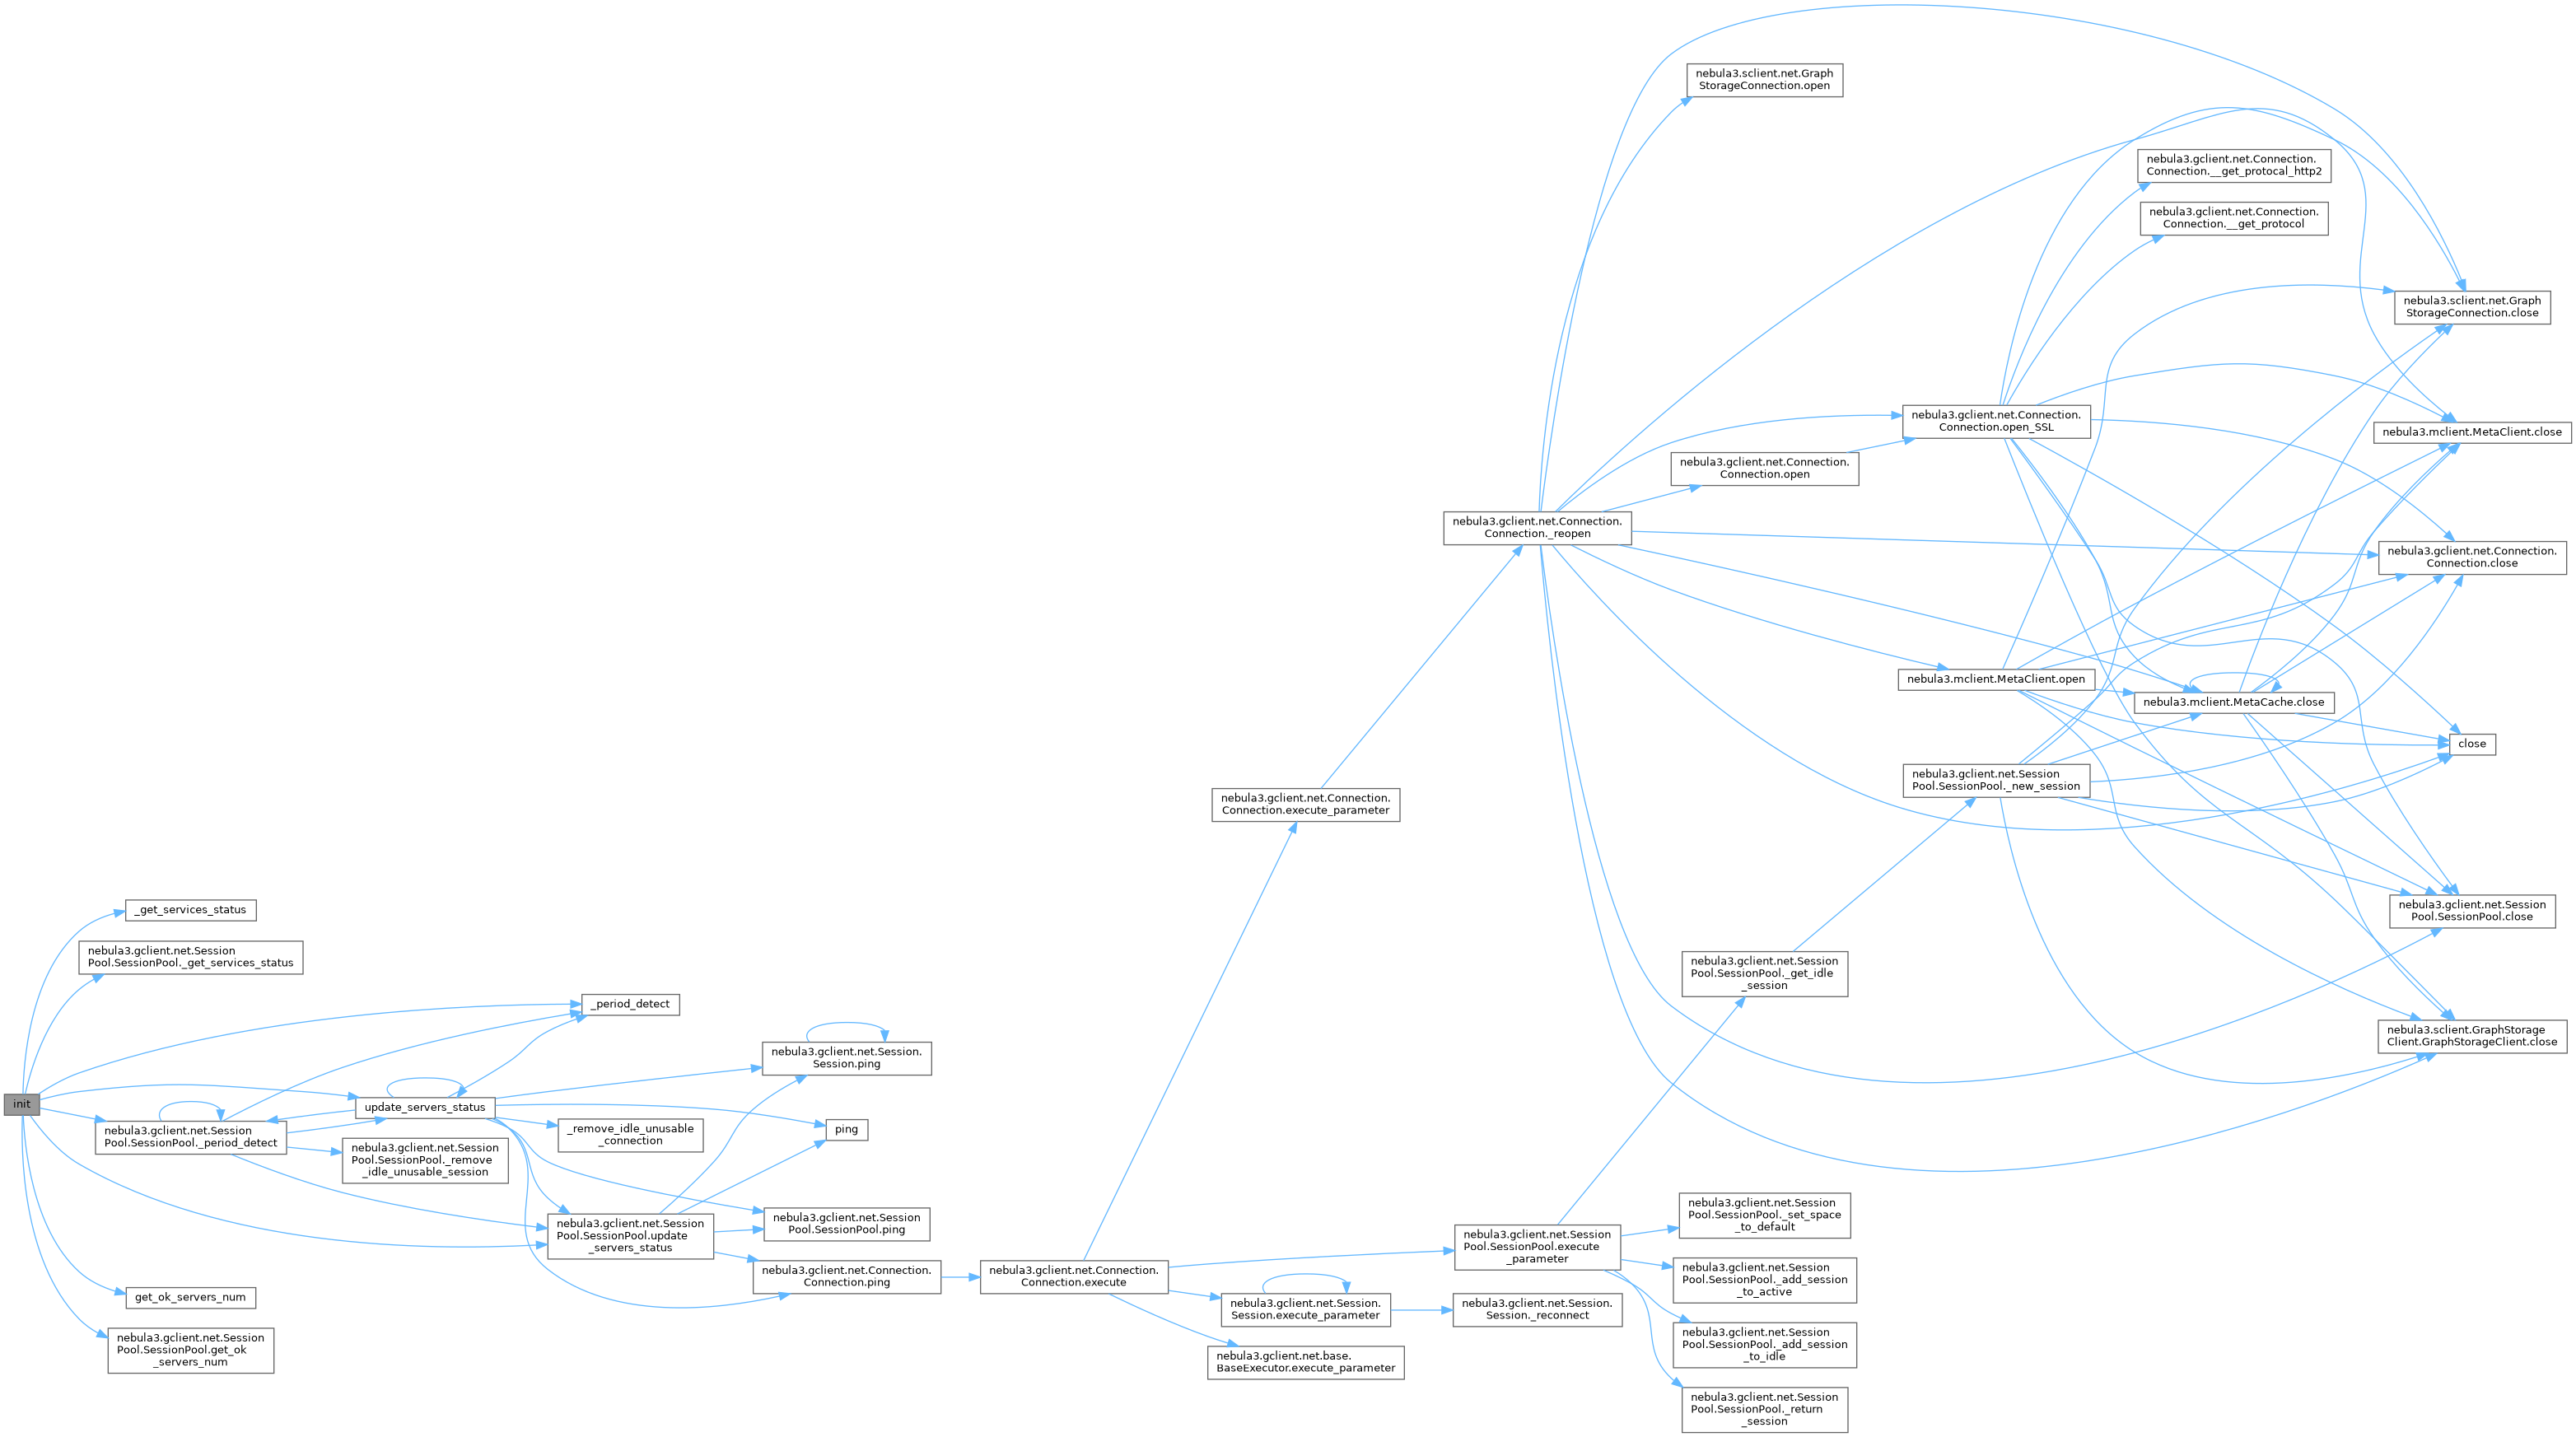 init
_get_services_status
nebula3.gclient.net.Session
Pool.SessionPool._get_services_status
nebula3.gclient.net.Session
Pool.SessionPool._period_detect
get_ok_servers_num
nebula3.gclient.net.Session
Pool.SessionPool.get_ok
_servers_num
update_servers_status
nebula3.gclient.net.Session
Pool.SessionPool._remove
_idle_unusable_session
_period_detect
_remove_idle_unusable
_connection
nebula3.gclient.net.Session
Pool.SessionPool.update
_servers_status
nebula3.gclient.net.Session.
Session.ping
ping
nebula3.gclient.net.Session
Pool.SessionPool.ping
nebula3.gclient.net.Connection.
Connection.ping
nebula3.gclient.net.Connection.
Connection.execute
nebula3.gclient.net.Connection.
Connection.execute_parameter
nebula3.gclient.net.Session.
Session.execute_parameter
nebula3.gclient.net.base.
BaseExecutor.execute_parameter
nebula3.gclient.net.Connection.
Connection._reopen
nebula3.gclient.net.Session
Pool.SessionPool.execute
_parameter
nebula3.gclient.net.Session.
Session._reconnect
nebula3.sclient.net.Graph
StorageConnection.open
nebula3.gclient.net.Connection.
Connection.open
nebula3.gclient.net.Session
Pool.SessionPool._get_idle
_session
nebula3.gclient.net.Session
Pool.SessionPool._set_space
_to_default
nebula3.gclient.net.Session
Pool.SessionPool._add_session
_to_active
nebula3.gclient.net.Session
Pool.SessionPool._add_session
_to_idle
nebula3.gclient.net.Session
Pool.SessionPool._return
_session
nebula3.gclient.net.Connection.
Connection.open_SSL
nebula3.mclient.MetaClient.open
nebula3.gclient.net.Session
Pool.SessionPool._new_session
nebula3.gclient.net.Connection.
Connection.__get_protocal_http2
nebula3.gclient.net.Connection.
Connection.__get_protocol
nebula3.mclient.MetaCache.close
nebula3.sclient.net.Graph
StorageConnection.close
nebula3.mclient.MetaClient.close
nebula3.gclient.net.Connection.
Connection.close
close
nebula3.gclient.net.Session
Pool.SessionPool.close
nebula3.sclient.GraphStorage
Client.GraphStorageClient.close